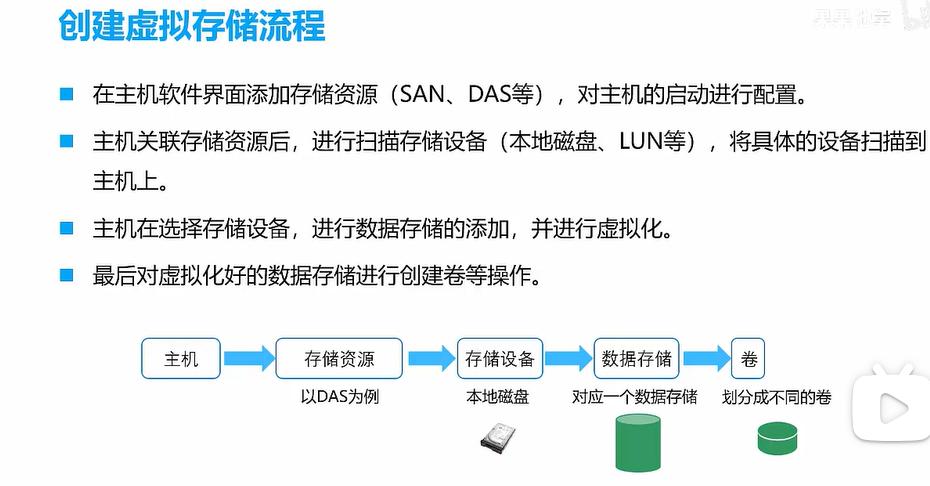 创建虚拟存储流程
在主机软件界面添加存储资源（SAN、DAS等），对主机的启动进行配置。
主机关联存储资源后，进行扫描存储设备（本地磁盘、LUN等），将具体的设备扫描到
主机上。
主机在选择存储设备，进行数据存储的添加，并进行虚拟化。
最后对虚拟化好的数据存储进行创建卷等操作。
主机
存储资源
存储设备
数据存储
卷
以DAS为例
本地磁盘
对应一个数据存储
划分成不同的卷